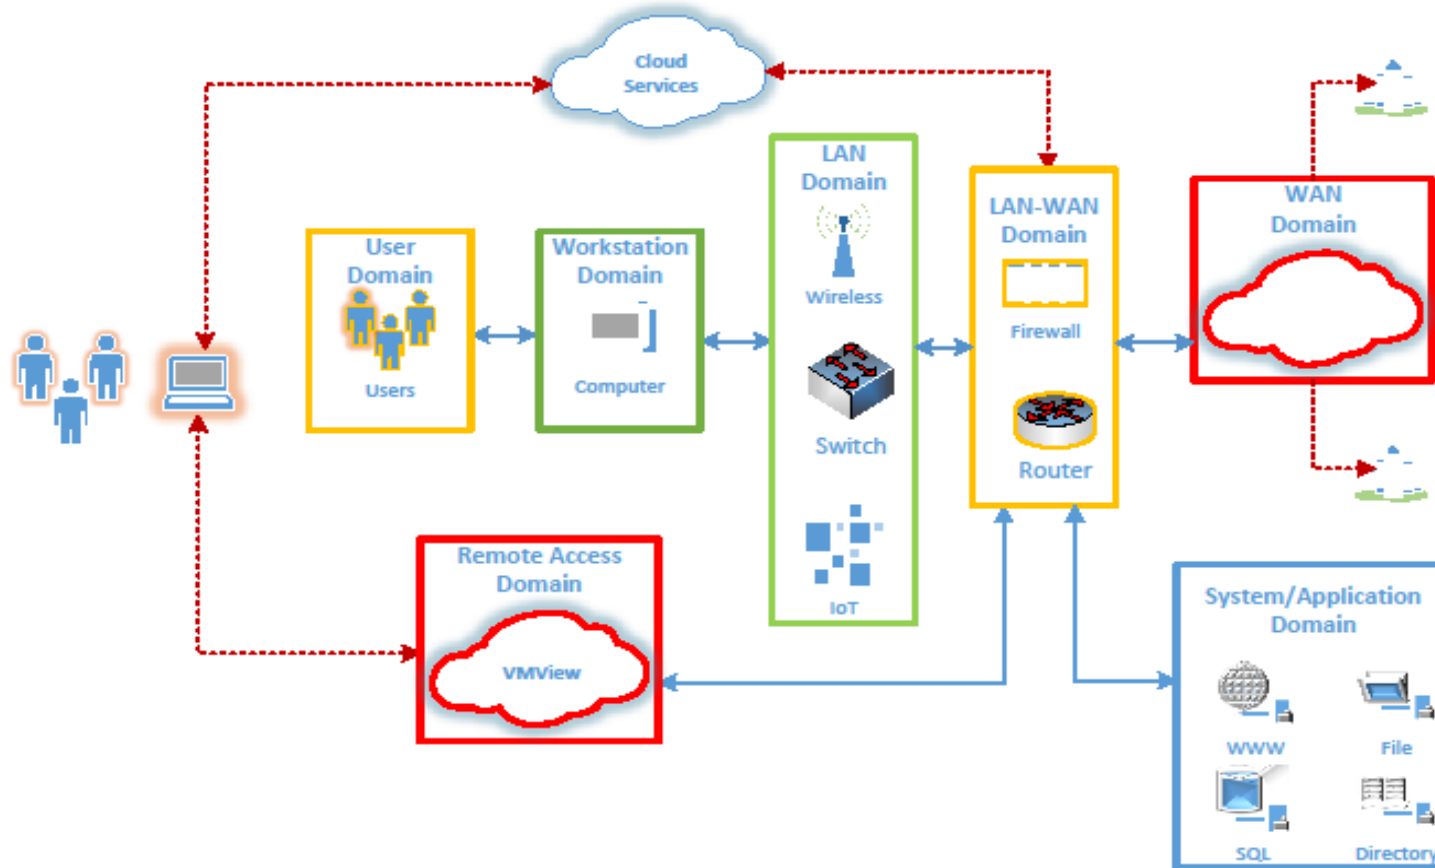 Cloud
Services
LAN
Domain
Wireless
Switch
IoT
LAN-WAN
Domain
Firewall
Router
WAN
Domain
User
Domain
Users
Workstation
Domain
Computer
Remote Access
Domain
VMView
System/Application
Domain
WWW
File
SQL
Directory